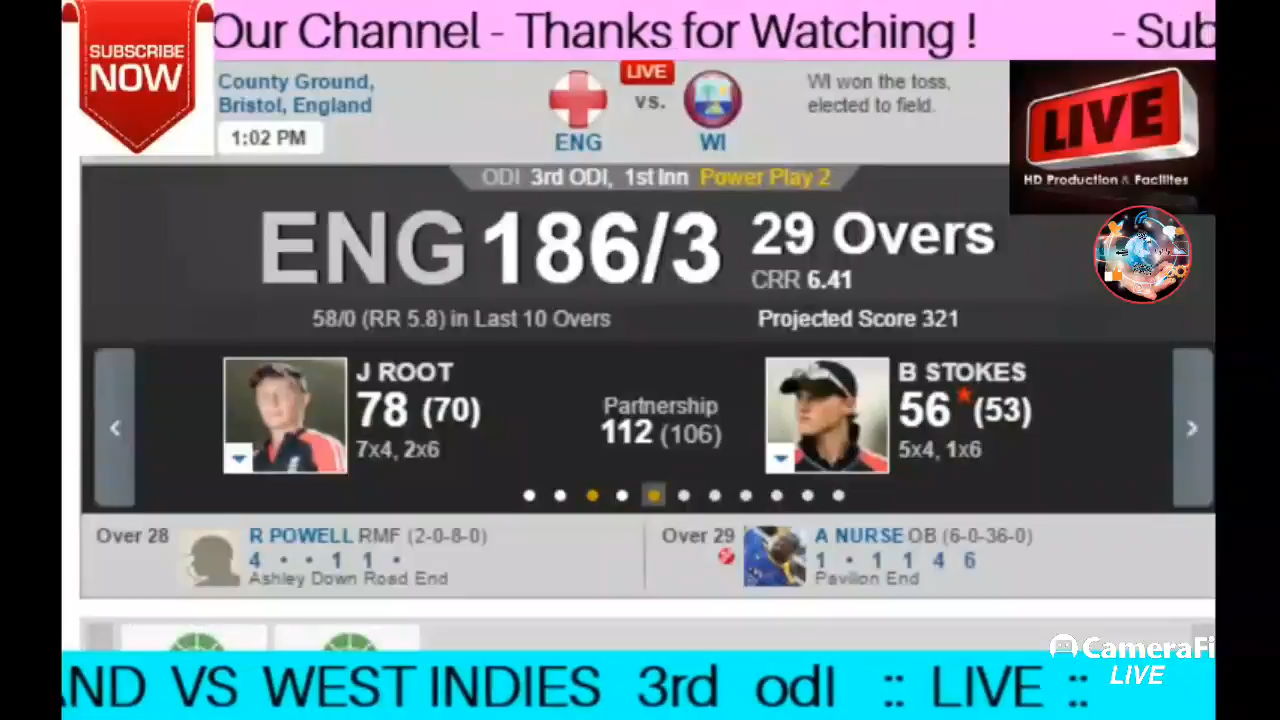 Our Channel - Thanks for Watching !
- Sub
SUBSCRIBE
NOW
County Ground,
Bristol, England
1:02 PM
LIVE
ENG
vs.
WI
WI won the toss,
elected to field.
LIVE
HD Production & Facilites
ODI 3rd ODI, 1st Inn Power Play 2
ENG 186/3
29 Overs
CRR 6.41
58/0 (RR 5.8) in Last 10 Overs
Projected Score 321
J ROOT
78 (70)
7x4, 2x6
Partnership
112 (106)
B STOKES
56 * (53)
5x4, 1x6
Over 28
R POWELL RMF (2-0-8-0)
4 • • 1 1 •
Ashley Down Road End
Over 29
A NURSE OB (6-0-36-0)
1 • 1 1 4 6
Pavilion End
CameraFi
LIVE
AND VS WEST INDIES 3rd odI :: LIVE ::